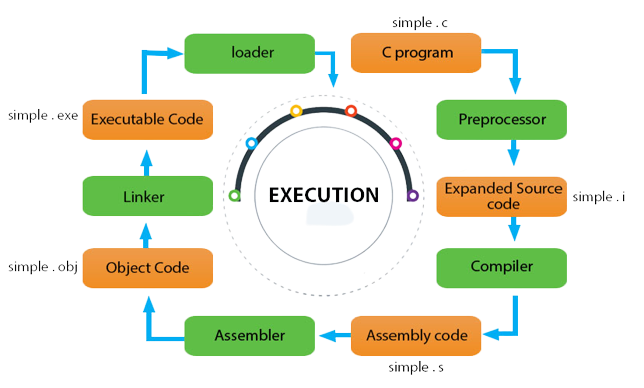 simple . c
C program
Preprocessor
Expanded Source
code
simple . i
Compiler
Assembly code
simple . s
Assembler
Object Code
simple . obj
Linker
Executable Code
simple . exe
loader
EXECUTION